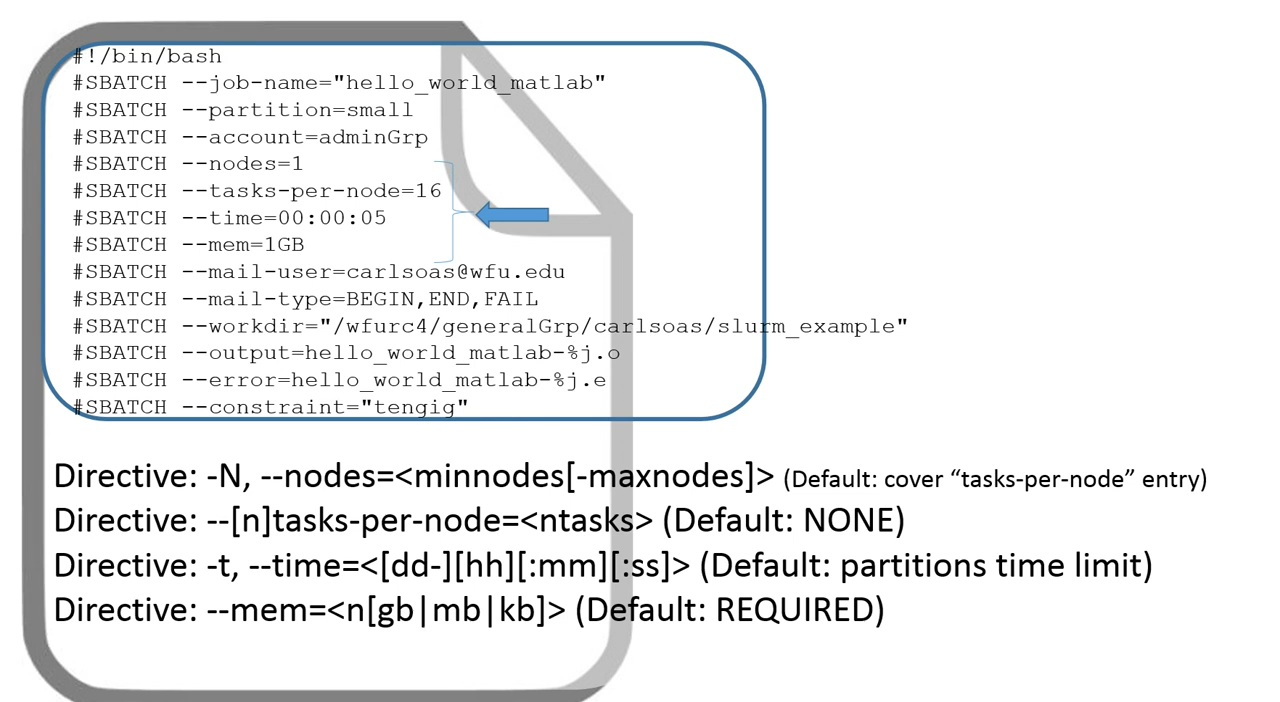 #!/bin/bash
#SBATCH --job-name="hello_world_matlab"
#SBATCH --partition=small
#SBATCH --account=adminGrp
#SBATCH --nodes=1
#SBATCH --tasks-per-node=16
#SBATCH --time=00:00:05
#SBATCH --mem=1GB
#SBATCH --mail-user=carlsoas@wfu.edu
#SBATCH --mail-type=BEGIN,END,FAIL
#SBATCH --workdir="/wfurc4/generalGrp/carlsoas/slurm_example"
#SBATCH --output=hello_world_matlab-%j.o
#SBATCH --error=hello_world_matlab-%j.e
#SBATCH --constraint="tengig"
Directive: -N, --nodes=<minnodes[-maxnodes]> (Default: cover “tasks-per-node” entry)
Directive: --[n]tasks-per-node=<ntasks> (Default: NONE)
Directive: -t, --time=<[dd-][hh][:mm][:ss]> (Default: partitions time limit)
Directive: --mem=<n[gb|mb|kb]> (Default: REQUIRED)